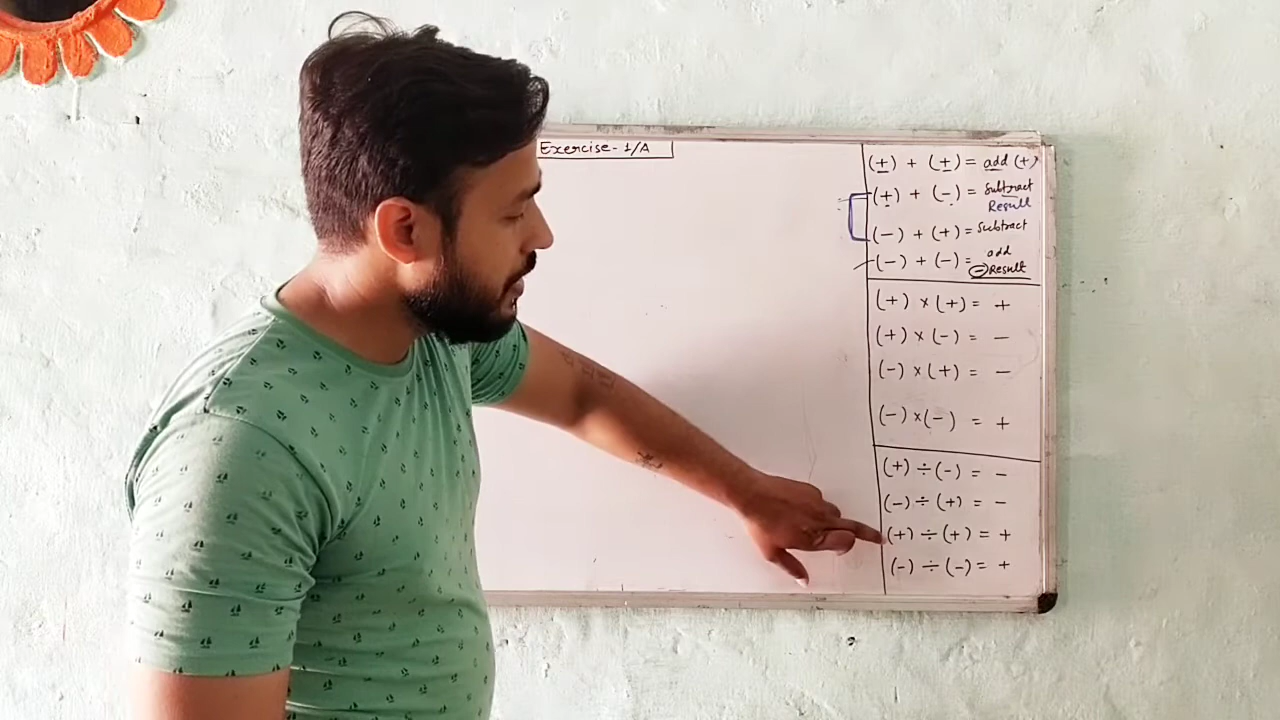 Exercise- 1/A
(+) + (+) = add (+)
(+) + (-) = subtract
Result
(-) + (+) = subtract
(-) + (-) = add
- Result
(+) × (+) = +
(+) × (-) = -
(-) × (+) = -
(-) × (-) = +
(+) ÷ (-) = -
(-) ÷ (+) = -
(+) ÷ (+) = +
(-) ÷ (-) = +